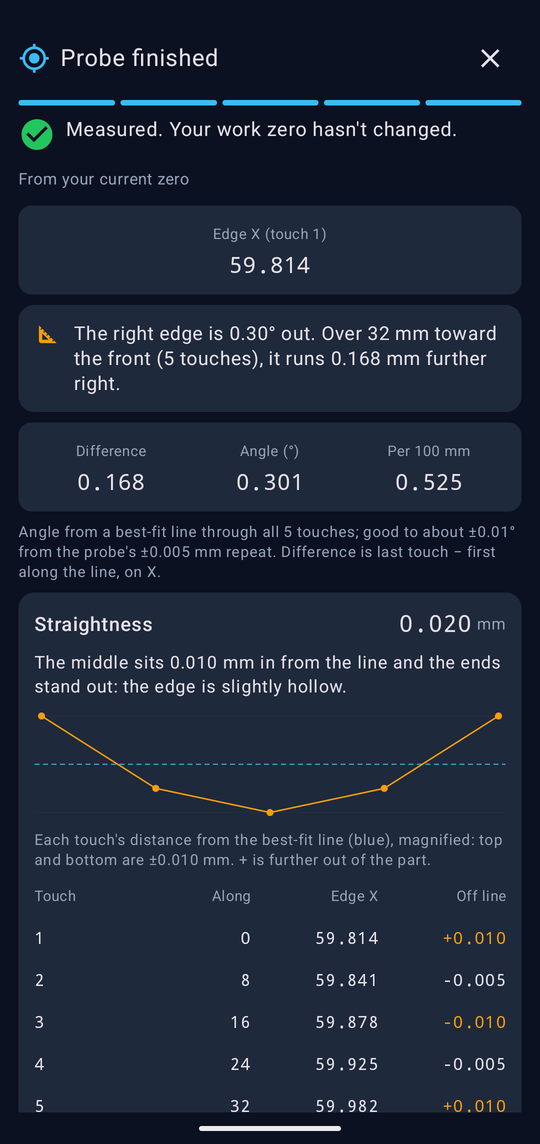 Probe finished
Measured. Your work zero hasn't changed.
From your current zero
Edge X (touch 1)
59.814
The right edge is 0.30° out. Over 32 mm toward
the front (5 touches), it runs 0.168 mm further
right.
Difference Angle (°) Per 100 mm
0.168 0.301 0.525
Angle from a best-fit line through all 5 touches; good to about ±0.01°
from the probe's ±0.005 mm repeat. Difference is last touch − first
along the line, on X.
Straightness 0.020 mm
The middle sits 0.010 mm in from the line and the ends
stand out: the edge is slightly hollow.
Each touch's distance from the best-fit line (blue), magnified: top
and bottom are ±0.010 mm. + is further out of the part.
Touch Along Edge X Off line
1 0 59.814 +0.010
2 8 59.841 -0.005
3 16 59.878 -0.010
4 24 59.925 -0.005
5 32 59.982 +0.010